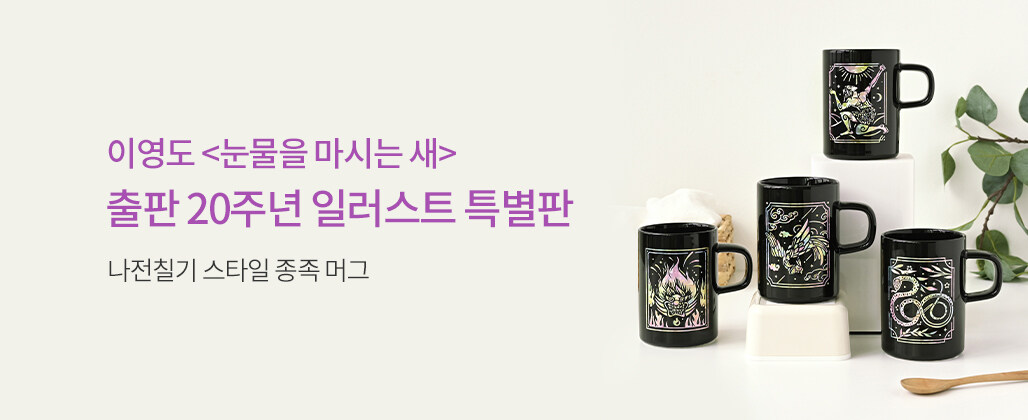 이영도 <눈물을 마시는 새>
출판 20주년 일러스트 특별판
나전칠기 스타일 종족 머그